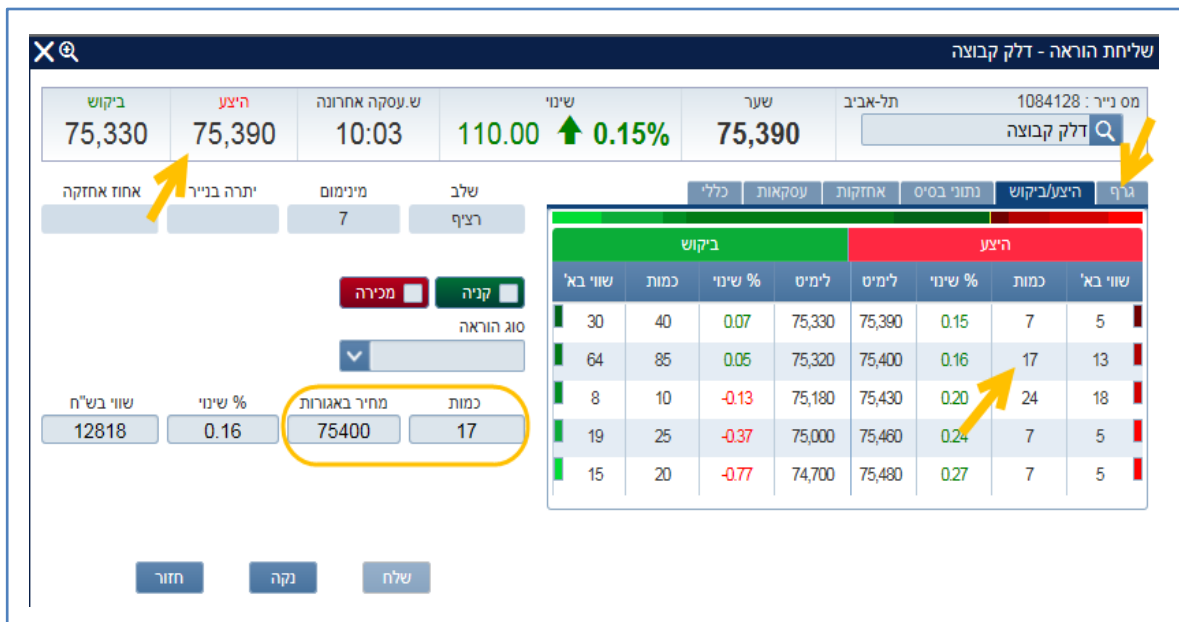 שליחת הוראה - דלק קבוצה
מס נייר : 1084128 תל-אביב שער שינוי ש.עסקה אחרונה היצע ביקוש
דלק קבוצה 75,390 0.15% 110.00 10:03 75,390 75,330
גרף היצע/ביקוש נתוני בסיס אחזקות עסקאות כללי
היצע ביקוש
שווי בא' כמות % שינוי לימיט לימיט % שינוי כמות שווי בא'
5 7 0.15 75,390 75,330 0.07 40 30
13 17 0.16 75,400 75,320 0.05 85 64
18 24 0.20 75,430 75,180 -0.13 10 8
5 7 0.24 75,460 75,000 -0.37 25 19
5 7 0.27 75,480 74,700 -0.77 20 15
שלב מינימום יתרה בנייר אחוז אחזקה
רציף 7
קניה מכירה
סוג הוראה
כמות מחיר באגורות % שינוי שווי בש"ח
17 75400 0.16 12818
שלח נקה חזור